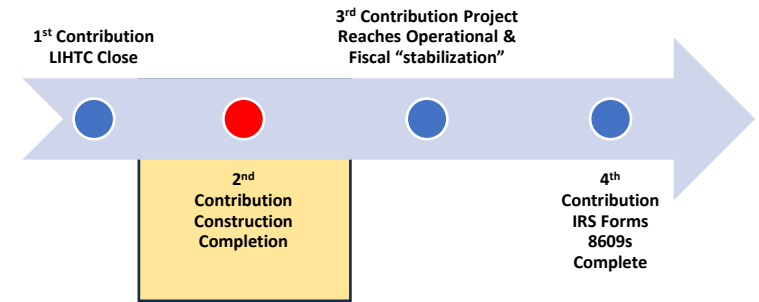 1st Contribution
LIHTC Close
3rd Contribution Project
Reaches Operational &
Fiscal “stabilization”
2nd
Contribution
Construction
Completion
4th
Contribution
IRS Forms
8609s
Complete